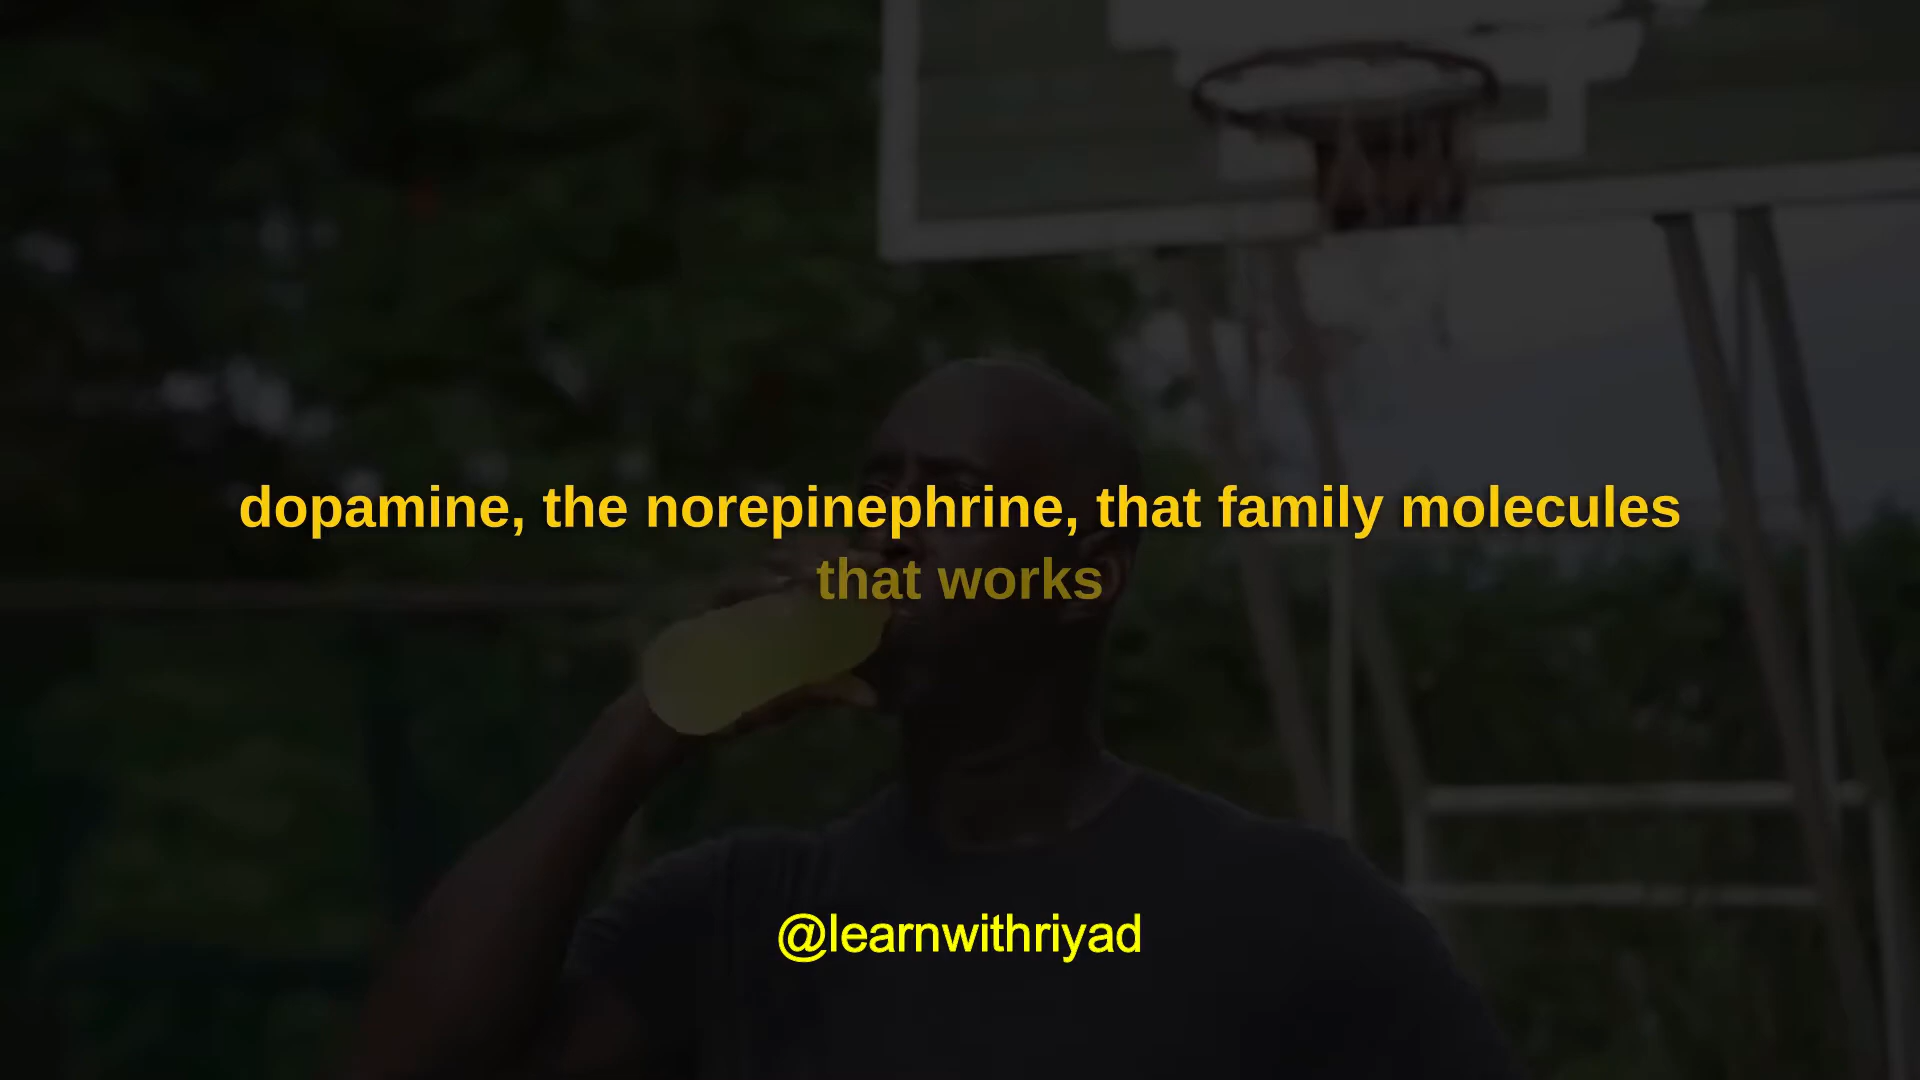 dopamine, the norepinephrine, that family molecules
that works
@learnwithriyad